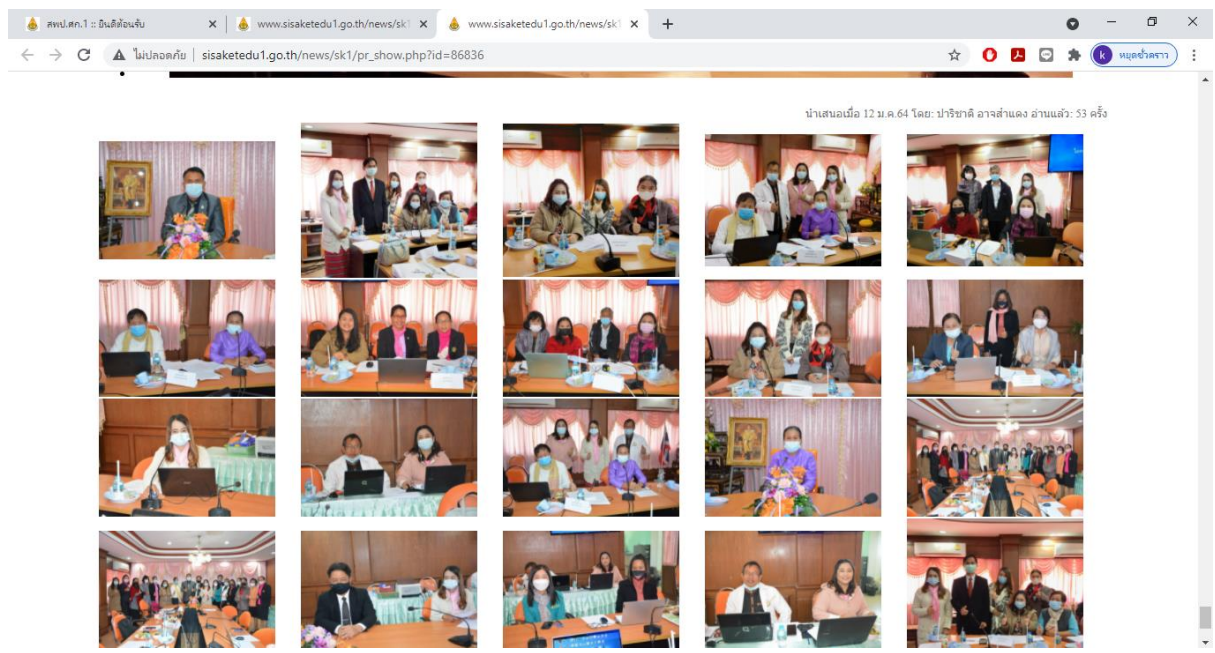 สพป.ศก.1 :: ยินดีต้อนรับ
www.sisaketedu1.go.th/news/sk1
www.sisaketedu1.go.th/news/sk1
ไม่ปลอดภัย | sisaketedu1.go.th/news/sk1/pr_show.php?id=86836
k หยุดชั่วคราว
นำเสนอเมื่อ 12 ม.ค.64 โดย: ปาริชาติ อาจสำแดง อ่านแล้ว: 53 ครั้ง